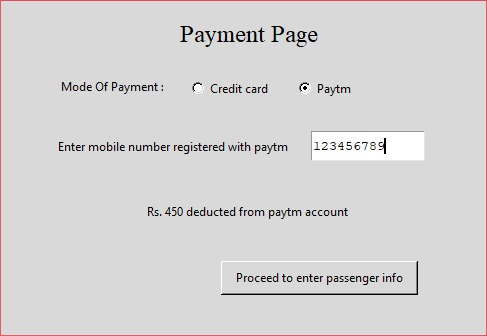 Payment Page
Mode Of Payment : Credit card Paytm
Enter mobile number registered with paytm 123456789
Rs. 450 deducted from paytm account
Proceed to enter passenger info